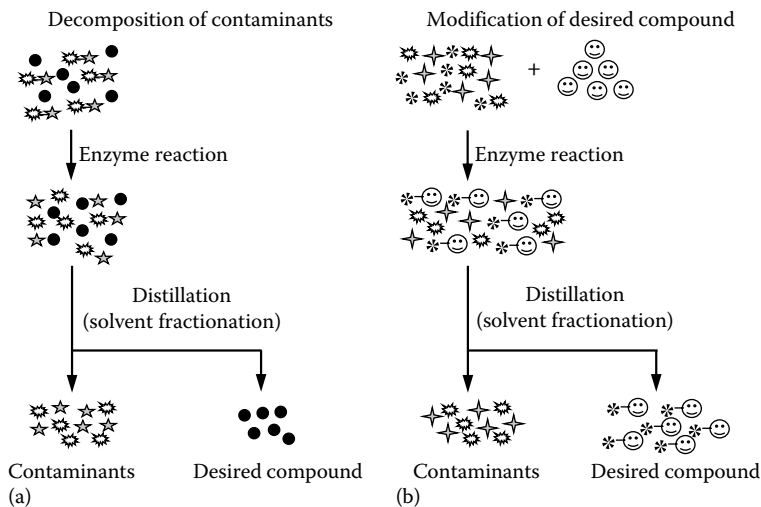 Decomposition of contaminants
Enzyme reaction
Distillation
(solvent fractionation)
Contaminants
Desired compound
(a)
Modification of desired compound
+
Enzyme reaction
Distillation
(solvent fractionation)
Contaminants
Desired compound
(b)